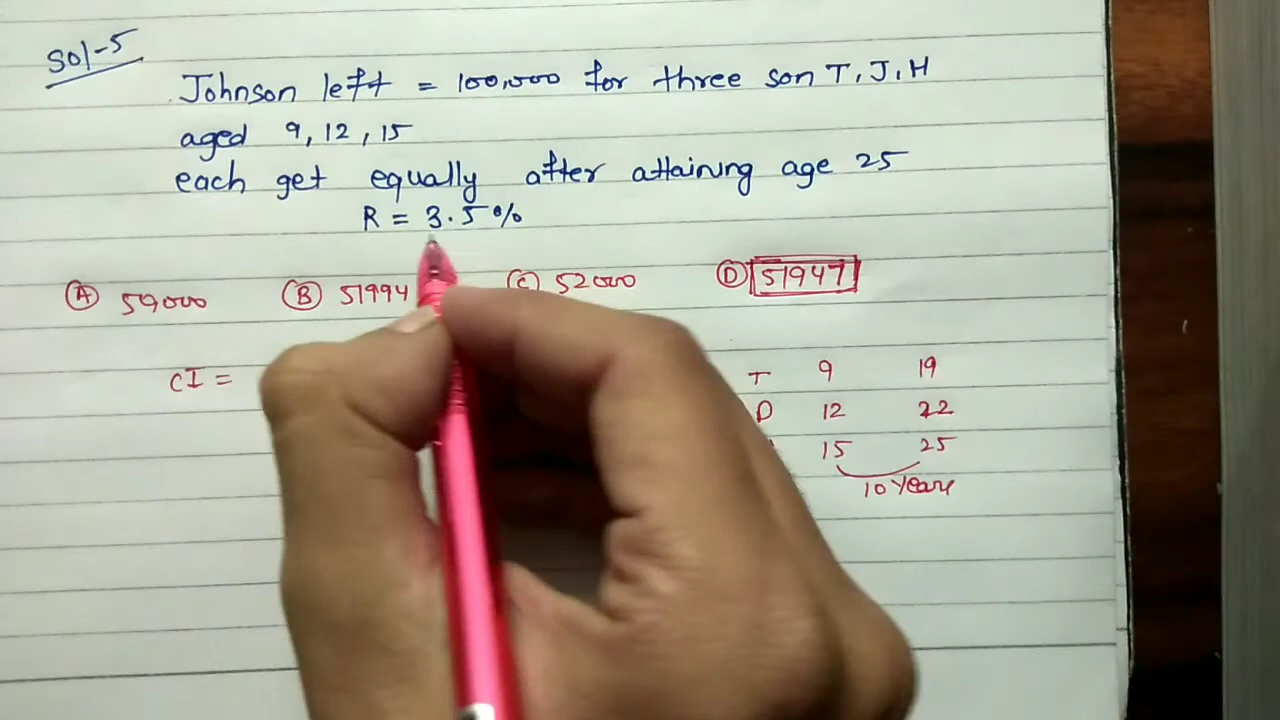 Sol-5
Johnson left = 100,000 for three son T, J, H
aged 9, 12, 15
each get equally after attaining age 25
R = 3.5%
(A) 59000 (B) 51994 (C) 52000 (D) 51947
CI =
T 9 19
D 12 22
15 25
10 Years